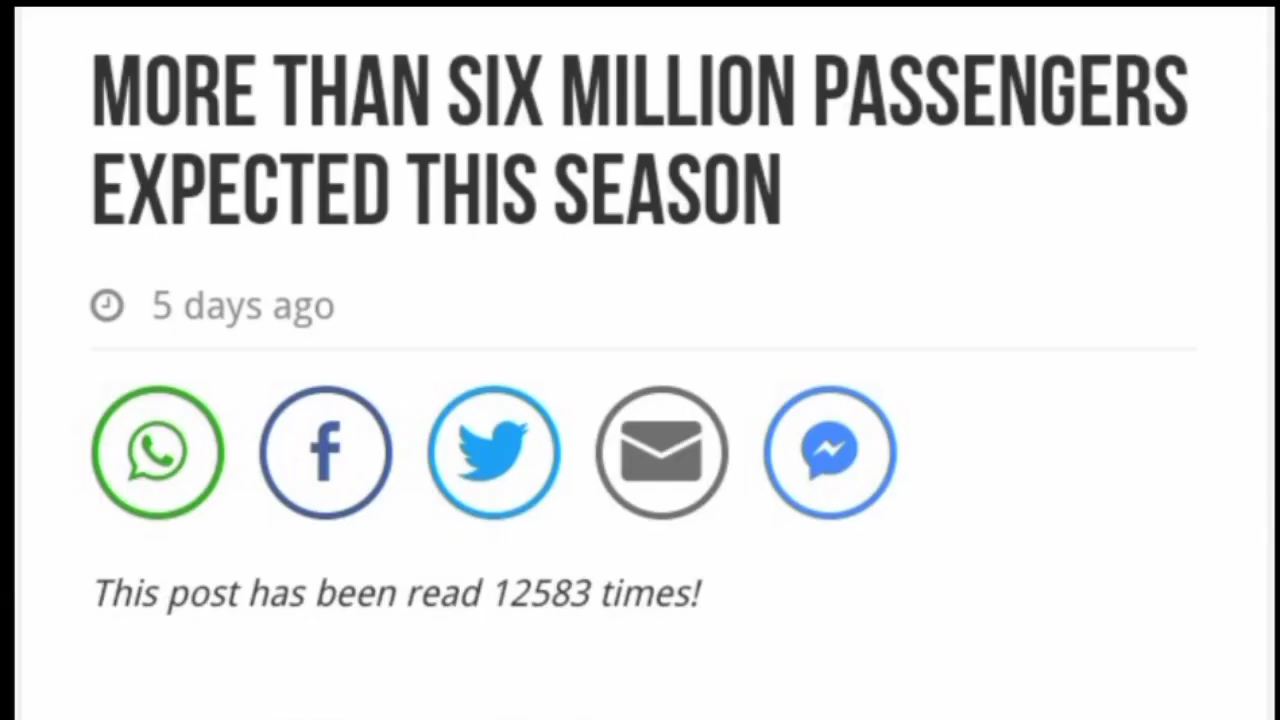 MORE THAN SIX MILLION PASSENGERS
EXPECTED THIS SEASON
5 days ago
This post has been read 12583 times!